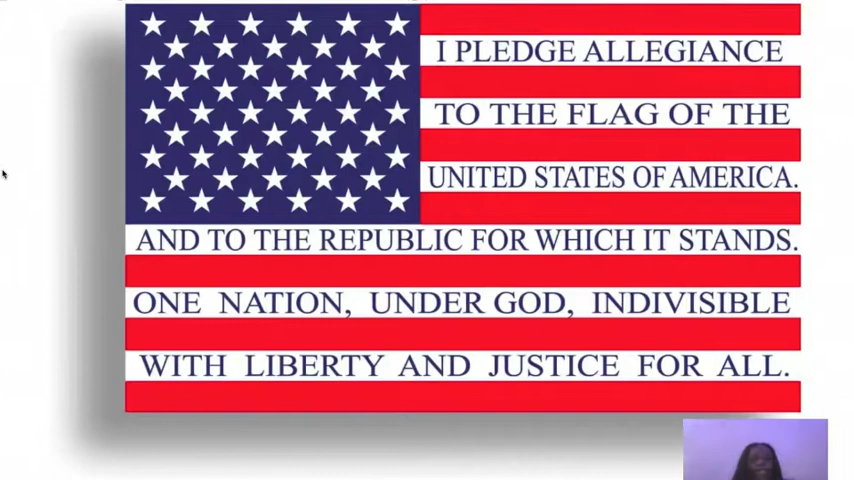 I PLEDGE ALLEGIANCE
TO THE FLAG OF THE
UNITED STATES OF AMERICA.
AND TO THE REPUBLIC FOR WHICH IT STANDS.
ONE NATION, UNDER GOD, INDIVISIBLE
WITH LIBERTY AND JUSTICE FOR ALL.